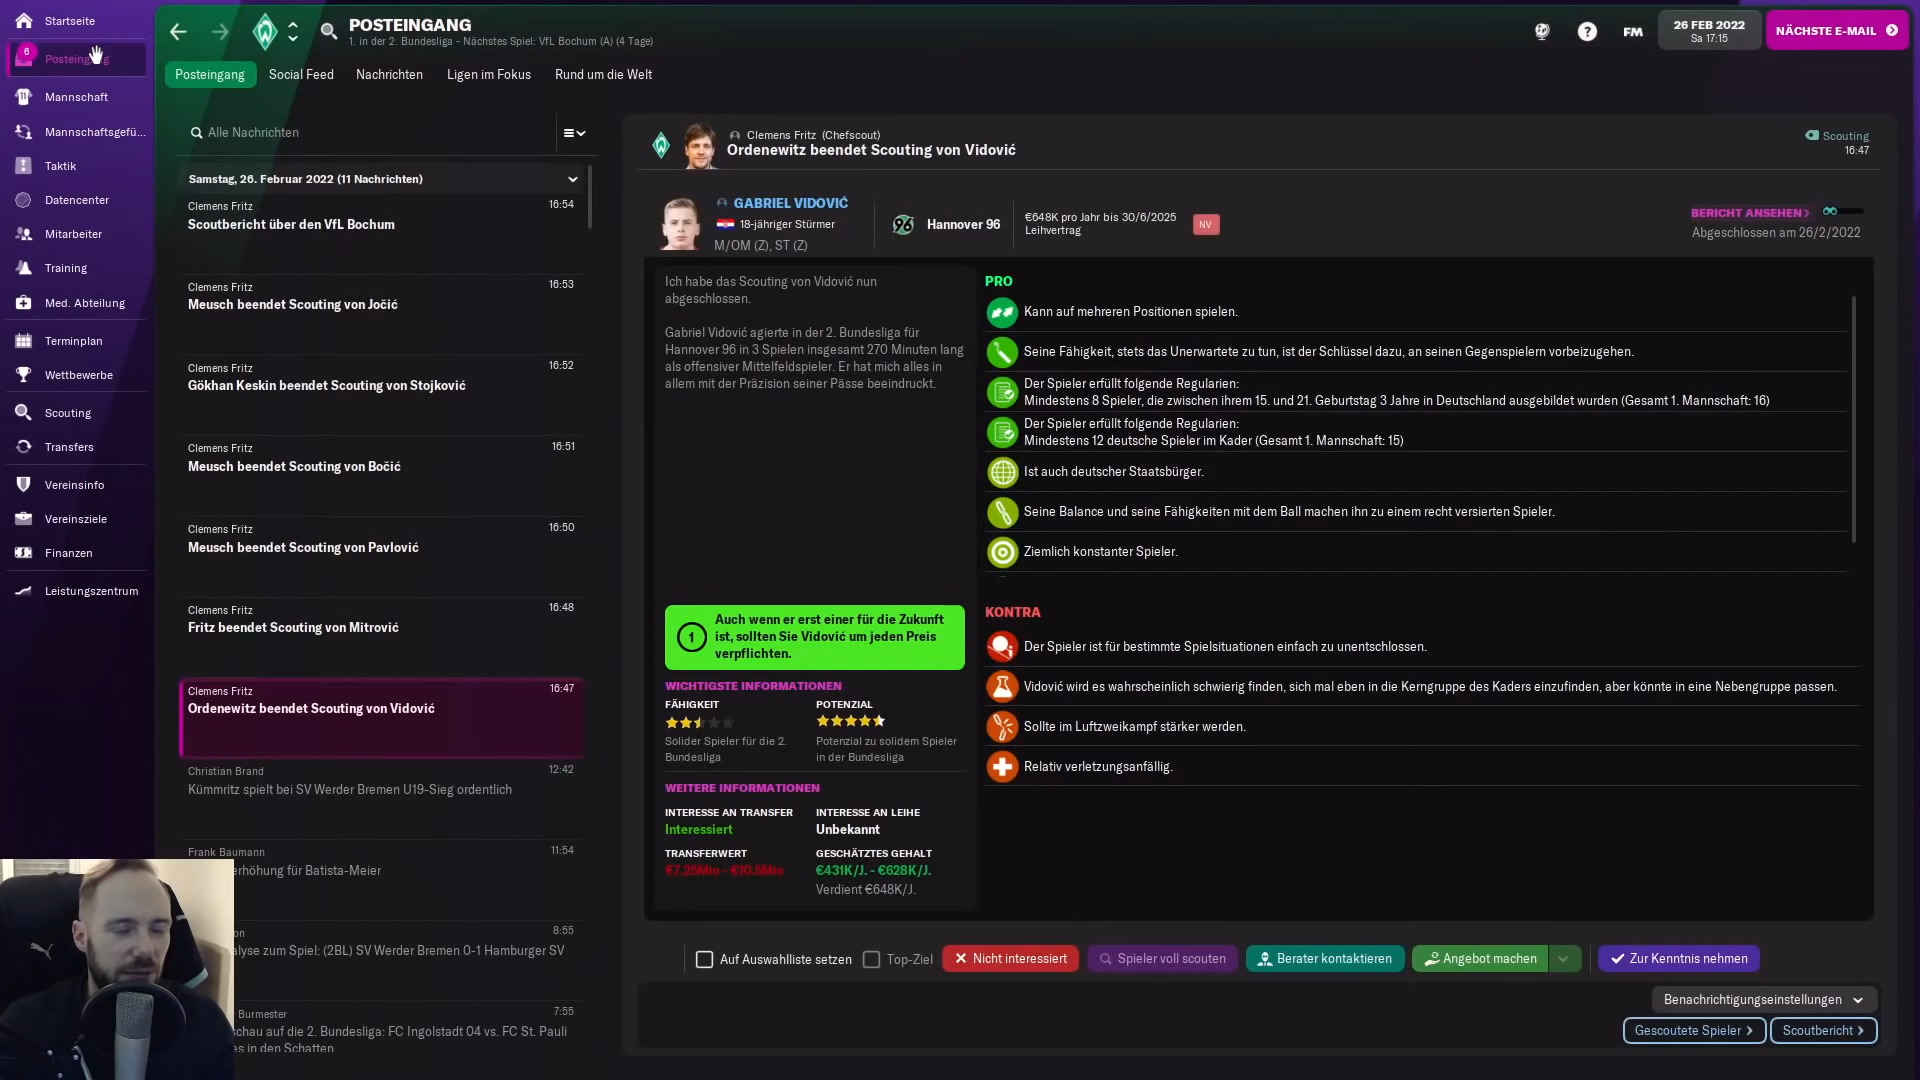 Startseite
6
Posteingang
Mannschaft
Mannschaftsgefü...
Taktik
Datencenter
Mitarbeiter
Training
Med. Abteilung
Terminplan
Wettbewerbe
Scouting
Transfers
Vereinsinfo
Vereinsziele
Finanzen
Leistungszentrum
POSTEINGANG
1. in der 2. Bundesliga - Nächstes Spiel: VfL Bochum (A) (4 Tage)
FM
26 FEB 2022
Sa 17:15
NÄCHSTE E-MAIL
Posteingang
Social Feed
Nachrichten
Ligen im Fokus
Rund um die Welt
Alle Nachrichten
Samstag, 26. Februar 2022 (11 Nachrichten)
Clemens Fritz 16:54
Scoutbericht über den VfL Bochum
Clemens Fritz 16:53
Meusch beendet Scouting von Jočić
Clemens Fritz 16:52
Gökhan Keskin beendet Scouting von Stojković
Clemens Fritz 16:51
Meusch beendet Scouting von Bočić
Clemens Fritz 16:50
Meusch beendet Scouting von Pavlović
Clemens Fritz 16:48
Fritz beendet Scouting von Mitrović
Clemens Fritz 16:47
Ordenewitz beendet Scouting von Vidović
Christian Brand 12:42
Kümmritz spielt bei SV Werder Bremen U19-Sieg ordentlich
Frank Baumann 11:54
erhöhung für Batista-Meier
on 8:55
alyse zum Spiel: (2BL) SV Werder Bremen 0-1 Hamburger SV
Burmester 7:55
schau auf die 2. Bundesliga: FC Ingolstadt 04 vs. FC St. Pauli
es in den Schatten
Clemens Fritz (Chefscout)
Ordenewitz beendet Scouting von Vidović
Scouting
16:47
GABRIEL VIDOVIĆ
18-jähriger Stürmer
M/OM (Z), ST (Z)
Hannover 96
€648K pro Jahr bis 30/6/2025
Leihvertrag
NV
BERICHT ANSEHEN
Abgeschlossen am 26/2/2022
Ich habe das Scouting von Vidović nun
abgeschlossen.
Gabriel Vidović agierte in der 2. Bundesliga für
Hannover 96 in 3 Spielen insgesamt 270 Minuten lang
als offensiver Mittelfeldspieler. Er hat mich alles in
allem mit der Präzision seiner Pässe beeindruckt.
1
Auch wenn er erst einer für die Zukunft
ist, sollten Sie Vidović um jeden Preis
verpflichten.
WICHTIGSTE INFORMATIONEN
FÄHIGKEIT
Solider Spieler für die 2.
Bundesliga
POTENZIAL
Potenzial zu solidem Spieler
in der Bundesliga
WEITERE INFORMATIONEN
INTERESSE AN TRANSFER
Interessiert
INTERESSE AN LEIHE
Unbekannt
TRANSFERWERT
€7.25Mio - €10.5Mio
GESCHÄTZTES GEHALT
€431K/J. - €628K/J.
Verdient €648K/J.
PRO
Kann auf mehreren Positionen spielen.
Seine Fähigkeit, stets das Unerwartete zu tun, ist der Schlüssel dazu, an seinen Gegenspielern vorbeizugehen.
Der Spieler erfüllt folgende Regularien:
Mindestens 8 Spieler, die zwischen ihrem 15. und 21. Geburtstag 3 Jahre in Deutschland ausgebildet wurden (Gesamt 1. Mannschaft: 16)
Der Spieler erfüllt folgende Regularien:
Mindestens 12 deutsche Spieler im Kader (Gesamt 1. Mannschaft: 15)
Ist auch deutscher Staatsbürger.
Seine Balance und seine Fähigkeiten mit dem Ball machen ihn zu einem recht versierten Spieler.
Ziemlich konstanter Spieler.
KONTRA
Der Spieler ist für bestimmte Spielsituationen einfach zu unentschlossen.
Vidović wird es wahrscheinlich schwierig finden, sich mal eben in die Kerngruppe des Kaders einzufinden, aber könnte in eine Nebengruppe passen.
Sollte im Luftzweikampf stärker werden.
Relativ verletzungsanfällig.
Auf Auswahlliste setzen
Top-Ziel
Nicht interessiert
Spieler voll scouten
Berater kontaktieren
Angebot machen
Zur Kenntnis nehmen
Benachrichtigungseinstellungen
Gescoutete Spieler
Scoutbericht